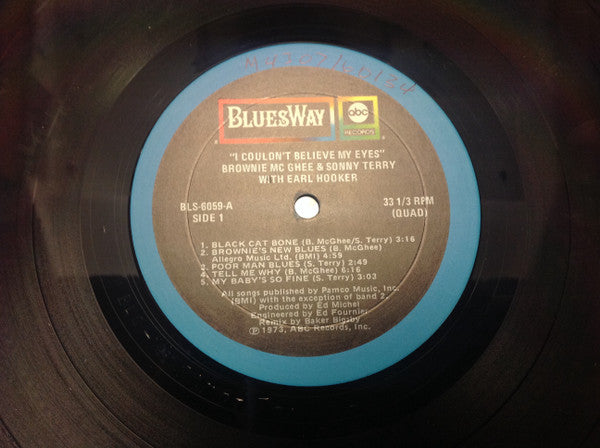 BLUESWAY abc
RECORDS
"I COULDN'T BELIEVE MY EYES"
BROWNIE MC GHEE & SONNY TERRY
WITH EARL HOOKER
BLS-6059-A 33 1/3 RPM
SIDE 1 (QUAD)
1. BLACK CAT BONE (B. McGhee/S. Terry) 3:16
2. BROWNIE'S NEW BLUES (B. McGhee)
Allegro Music Ltd. (BMI) 4:59
3. POOR MAN BLUES (S. Terry) 2:49
4. TELL ME WHY (B. McGhee) 6:16
5. MY BABY'S SO FINE (S. Terry) 3:03
All songs published by Pamco Music, Inc.
(BMI) with the exception of band 2.
Produced by Ed Michel
Engineered by Ed Fournier
Remix by Baker Bigsby
℗ 1973, ABC Records, Inc.